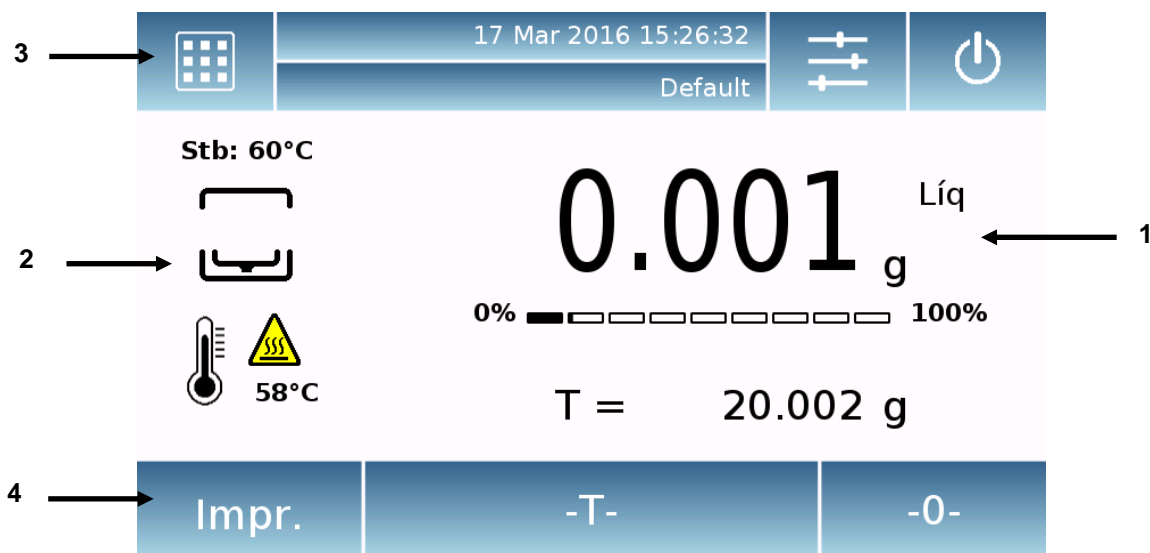 3
17 Mar 2016 15:26:32
Default
Stb: 60°C
0.001 g
Líq
1
2
0% 100%
58°C
T = 20.002 g
4
Impr. -T- -0-